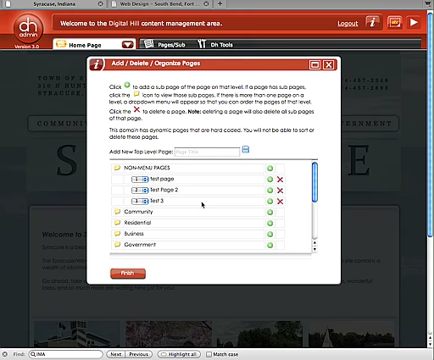 Syracuse, Indiana
Web Design - South Bend, Fort
Welcome to the Digital Hill content management area.
Logout
dh
admin
Version 3.0
Home Page
Pages/Sub
Dh Tools
Add / Delete / Organize Pages
Click to add a sub page of the page on that level. If a page has sub pages,
click the icon to view those sub pages. If there is more than one page on a
level, a dropdown menu will appear so that you can order the pages of that level.
Click the to delete a page. Note: deleting a page will also delete all sub pages
of that page.
This domain has dynamic pages that are hard coded. You will not be able to sort or
delete these pages.
Add New Top Level Page:
Page Title
NON-MENU PAGES
test page
Test Page 2
Test 3
Community
Residential
Business
Government
Finish
Find:
Next
Previous
Highlight all
Match case